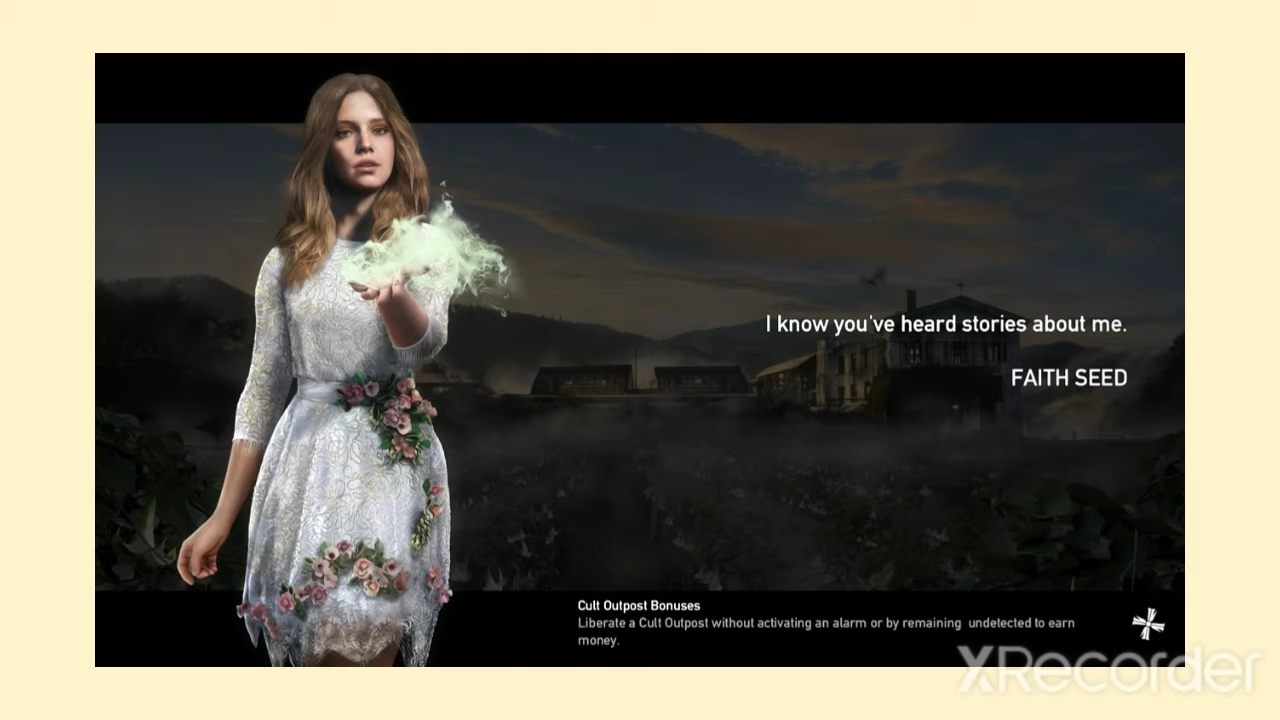 I know you've heard stories about me.
FAITH SEED
Cult Outpost Bonuses
Liberate a Cult Outpost without activating an alarm or by remaining undetected to earn
money.
XRecorder